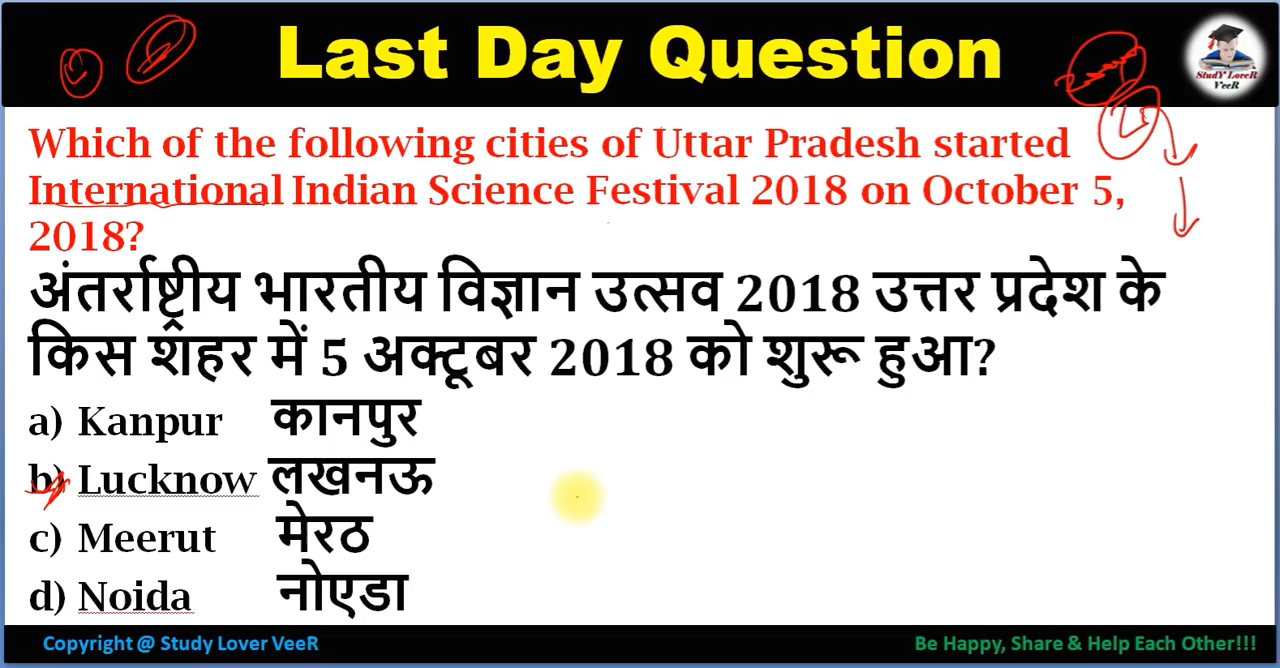 Last Day Question
StudY LoveR
VeeR
Which of the following cities of Uttar Pradesh started
International Indian Science Festival 2018 on October 5,
2018?
अंतर्राष्ट्रीय भारतीय विज्ञान उत्सव 2018 उत्तर प्रदेश के
किस शहर में 5 अक्टूबर 2018 को शुरू हुआ?
a) Kanpur कानपुर
b) Lucknow लखनऊ
c) Meerut मेरठ
d) Noida नोएडा
Copyright @ Study Lover VeeR
Be Happy, Share & Help Each Other!!!